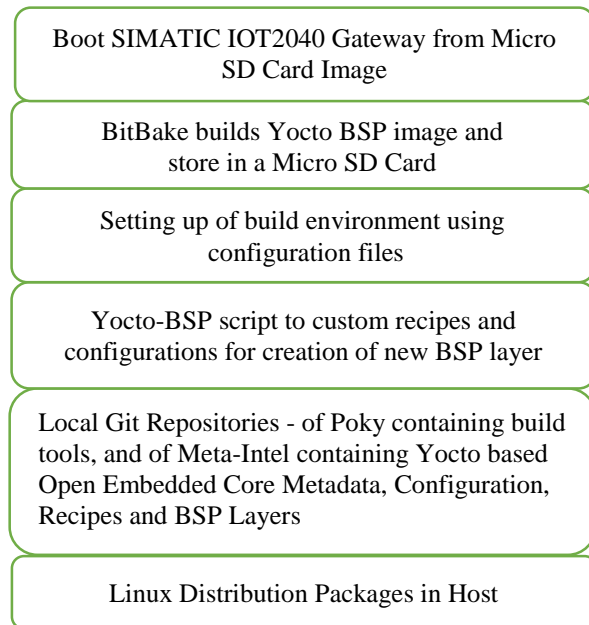 Boot SIMATIC IOT2040 Gateway from Micro
SD Card Image
BitBake builds Yocto BSP image and
store in a Micro SD Card
Setting up of build environment using
configuration files
Yocto-BSP script to custom recipes and
configurations for creation of new BSP layer
Local Git Repositories - of Poky containing build
tools, and of Meta-Intel containing Yocto based
Open Embedded Core Metadata, Configuration,
Recipes and BSP Layers
Linux Distribution Packages in Host